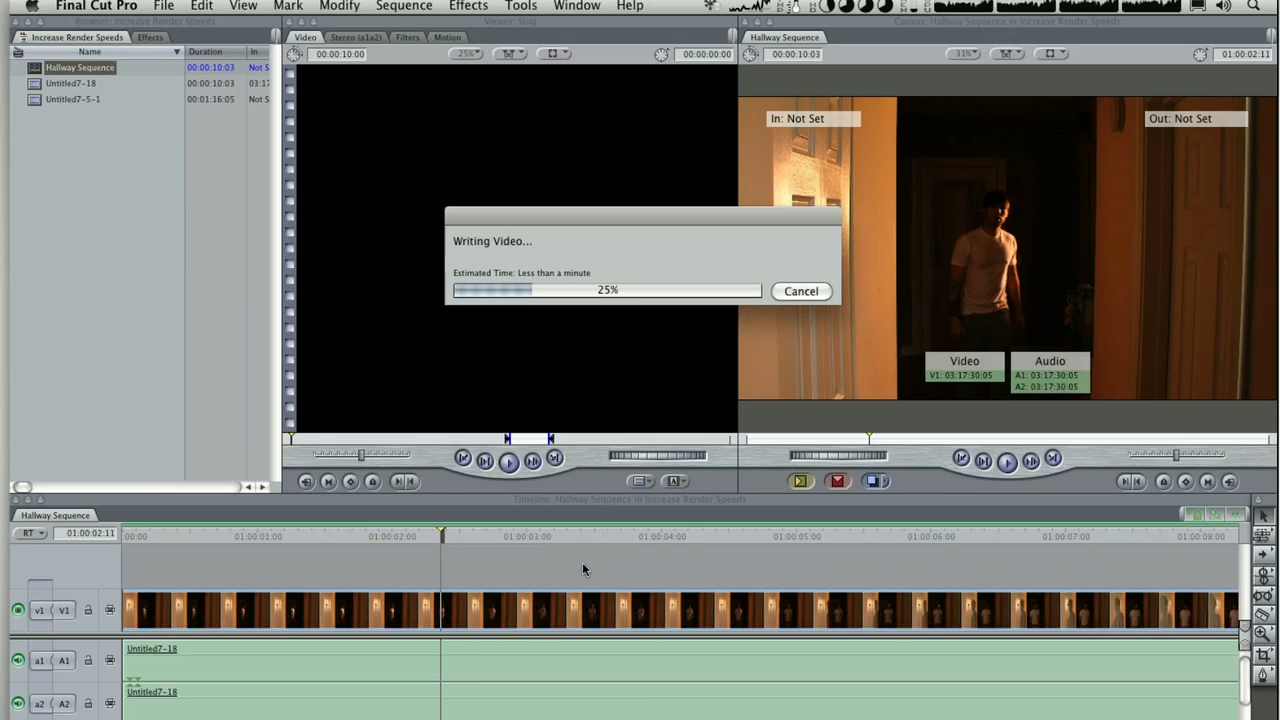 Final Cut Pro File Edit View Mark Modify Sequence Effects Tools Window Help
Browser: Increase Render Speeds
Viewer: Slug
Canvas: Hallway Sequence in Increase Render Speeds
Increase Render Speeds Effects
Video Stereo (a1a2) Filters Motion
Hallway Sequence
Name Duration In
00:00:10:00 25% 00:00:00:00
00:00:10:03 31% 01:00:02:11
Hallway Sequence 00:00:10:03 Not S
Untitled7-18 00:00:10:03 03:17
Untitled7-5-1 00:01:16:05 Not S
In: Not Set
Out: Not Set
Writing Video...
Estimated Time: Less than a minute
25%
Cancel
Video
V1: 03:17:30:05
Audio
A1: 03:17:30:05
A2: 03:17:30:05
Timeline: Hallway Sequence in Increase Render Speeds
Hallway Sequence
RT 01:00:02:11 00:00 01:00:01:00 01:00:02:00 01:00:03:00 01:00:04:00 01:00:05:00 01:00:06:00 01:00:07:00 01:00:08:00
v1 V1
Untitled7-18
a1 A1
Untitled7-18
a2 A2